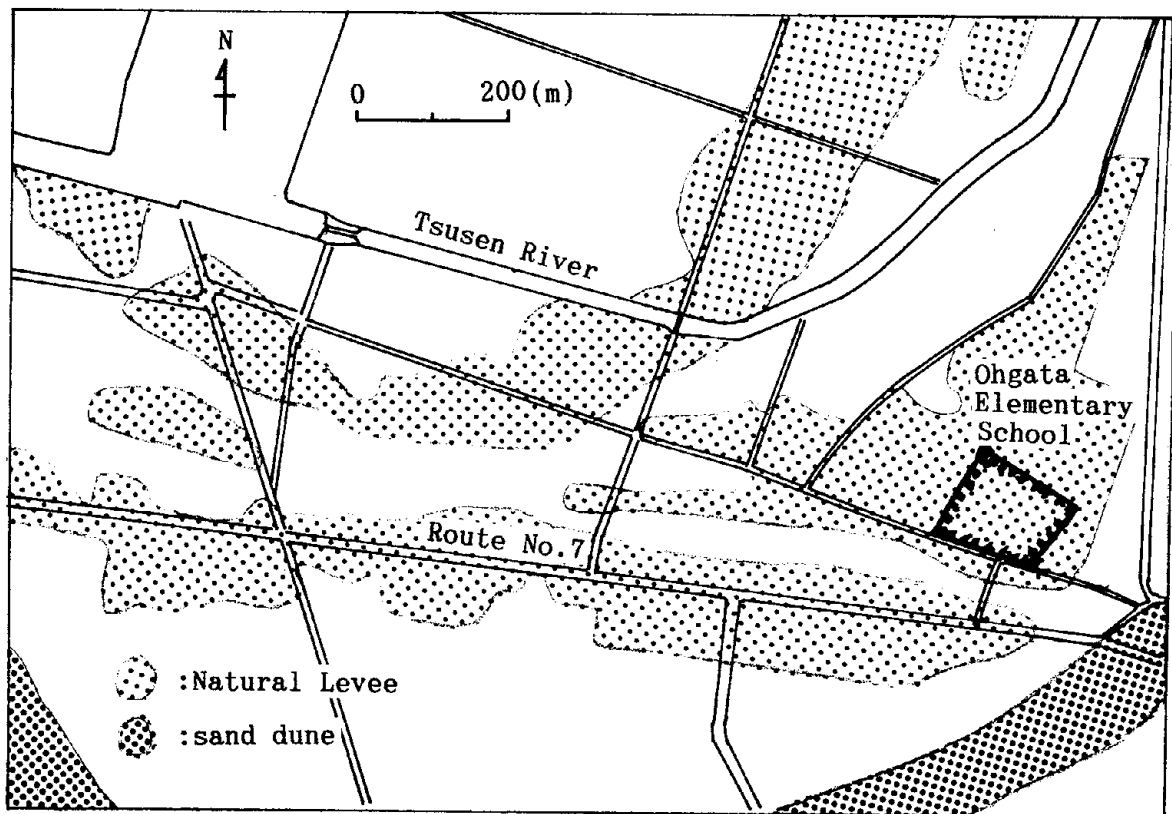 N
0 200(m)
Tsusen River
Ohgata
Elementary
School
Route No.7
:Natural Levee
:sand dune